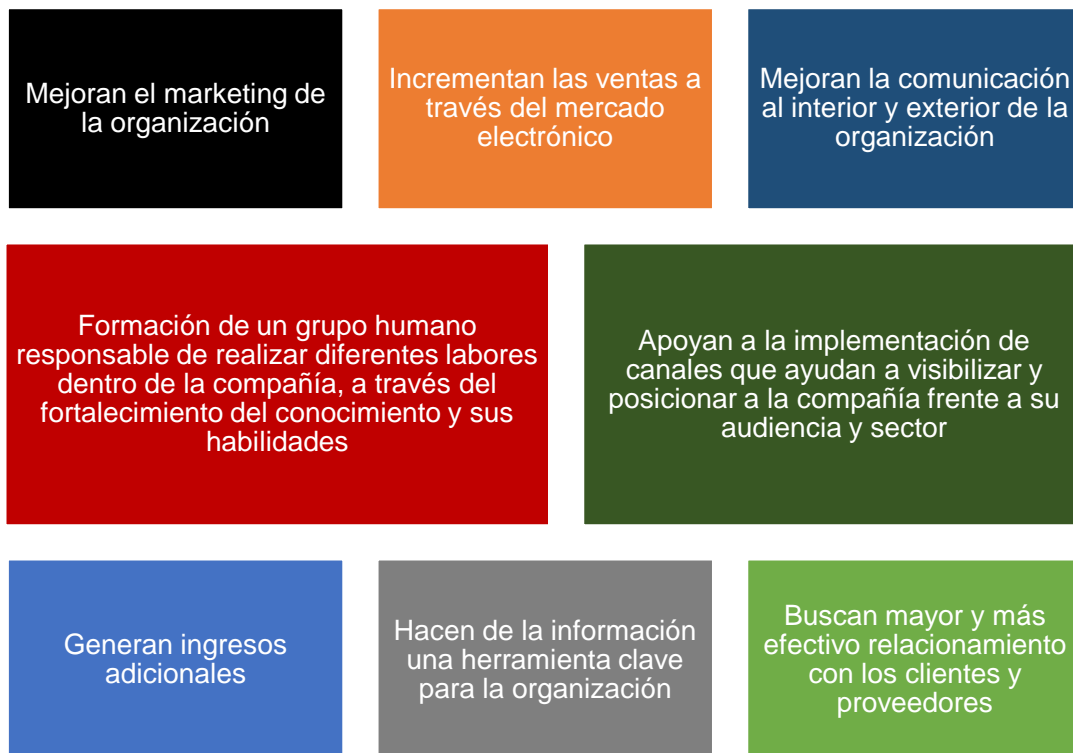 Mejoran el marketing de
la organización
Incrementan las ventas a
través del mercado
electrónico
Mejoran la comunicación
al interior y exterior de la
organización
Formación de un grupo humano
responsable de realizar diferentes labores
dentro de la compañía, a través del
fortalecimiento del conocimiento y sus
habilidades
Apoyan a la implementación de
canales que ayudan a visibilizar y
posicionar a la compañía frente a su
audiencia y sector
Generan ingresos
adicionales
Hacen de la información
una herramienta clave
para la organización
Buscan mayor y más
efectivo relacionamiento
con los clientes y
proveedores